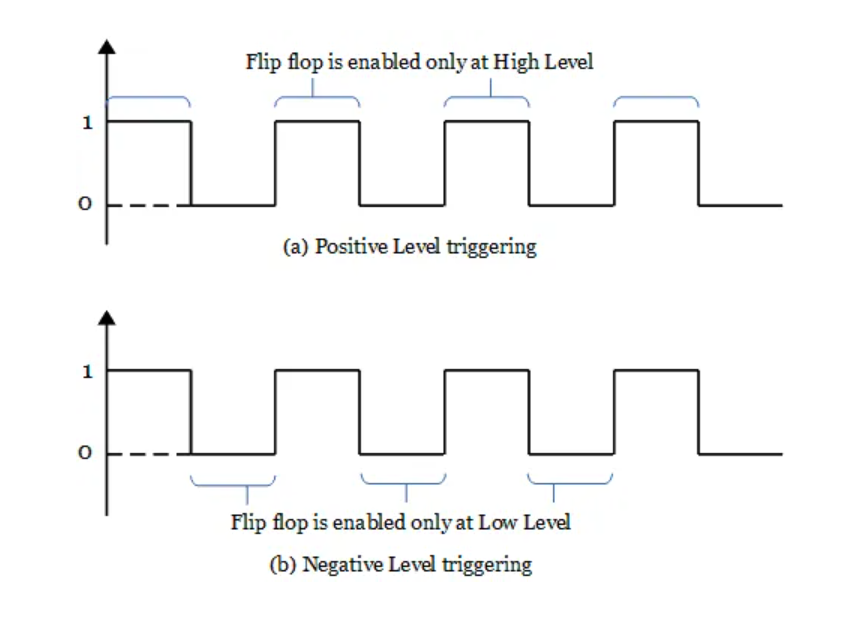 Flip flop is enabled only at High Level
1
0
(a) Positive Level triggering
1
0
Flip flop is enabled only at Low Level
(b) Negative Level triggering